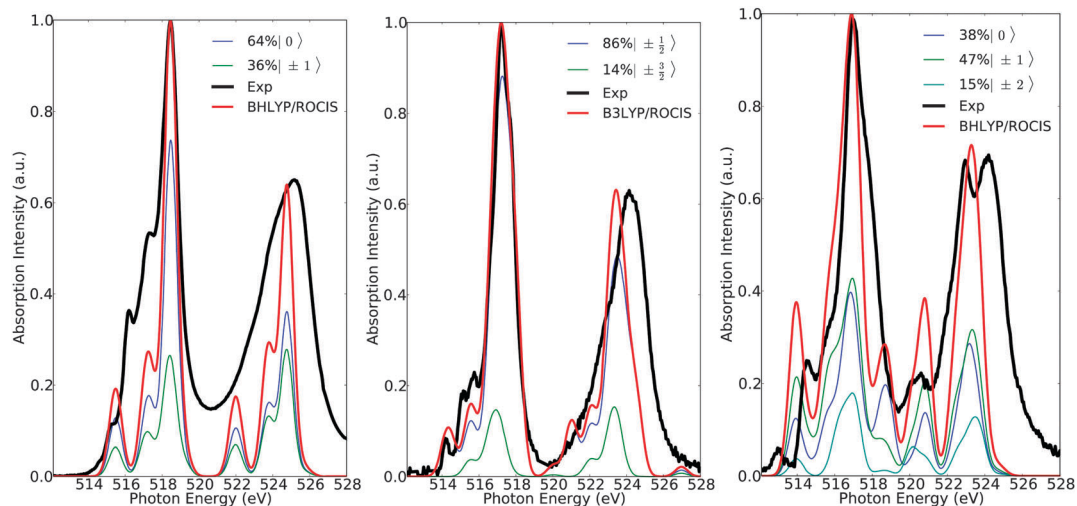 64%| 0 ⟩
36%| ± 1 ⟩
Exp
BHLYP/ROCIS
1.0
0.8
0.6
0.4
0.2
0.0
514 516 518 520 522 524 526 528
Photon Energy (eV)
Absorption Intensity (a.u.)
86%| ± 1/2 ⟩
14%| ± 3/2 ⟩
Exp
B3LYP/ROCIS
1.0
0.8
0.6
0.4
0.2
0.0
514 516 518 520 522 524 526 528
Photon Energy (eV)
Absorption Intensity (a.u.)
38%| 0 ⟩
47%| ± 1 ⟩
15%| ± 2 ⟩
Exp
BHLYP/ROCIS
1.0
0.8
0.6
0.4
0.2
0.0
514 516 518 520 522 524 526 528
Photon Energy (eV)
Absorption Intensity (a.u.)